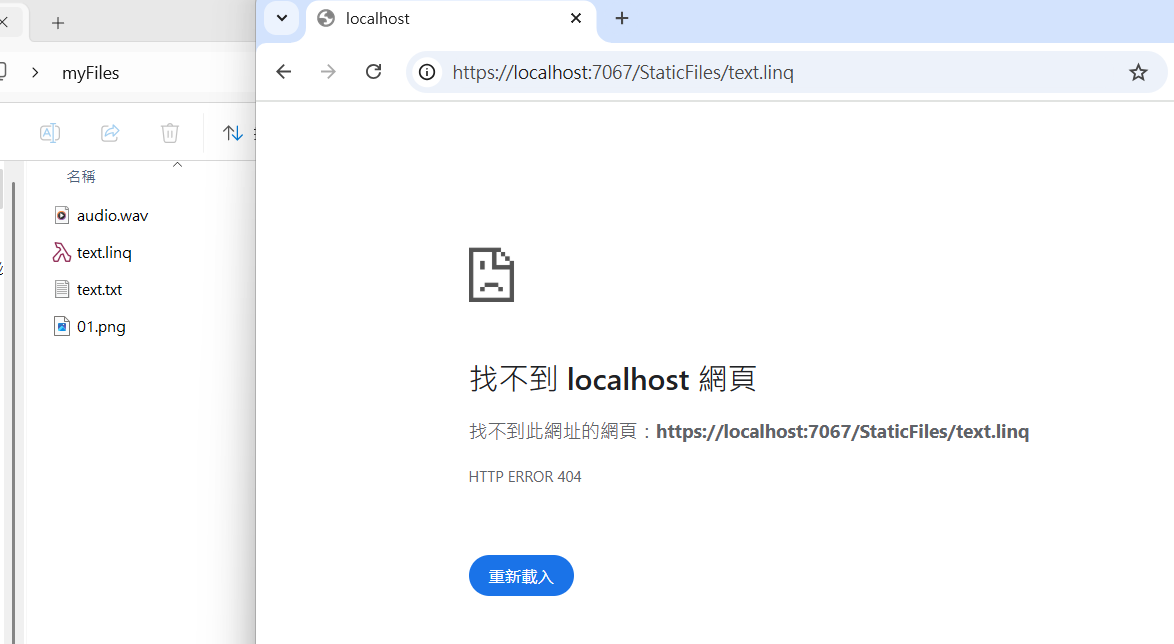 localhost
myFiles
https://localhost:7067/StaticFiles/text.linq
名稱
audio.wav
text.linq
text.txt
01.png
找不到 localhost 網頁
找不到此網址的網頁：https://localhost:7067/StaticFiles/text.linq
HTTP ERROR 404
重新載入